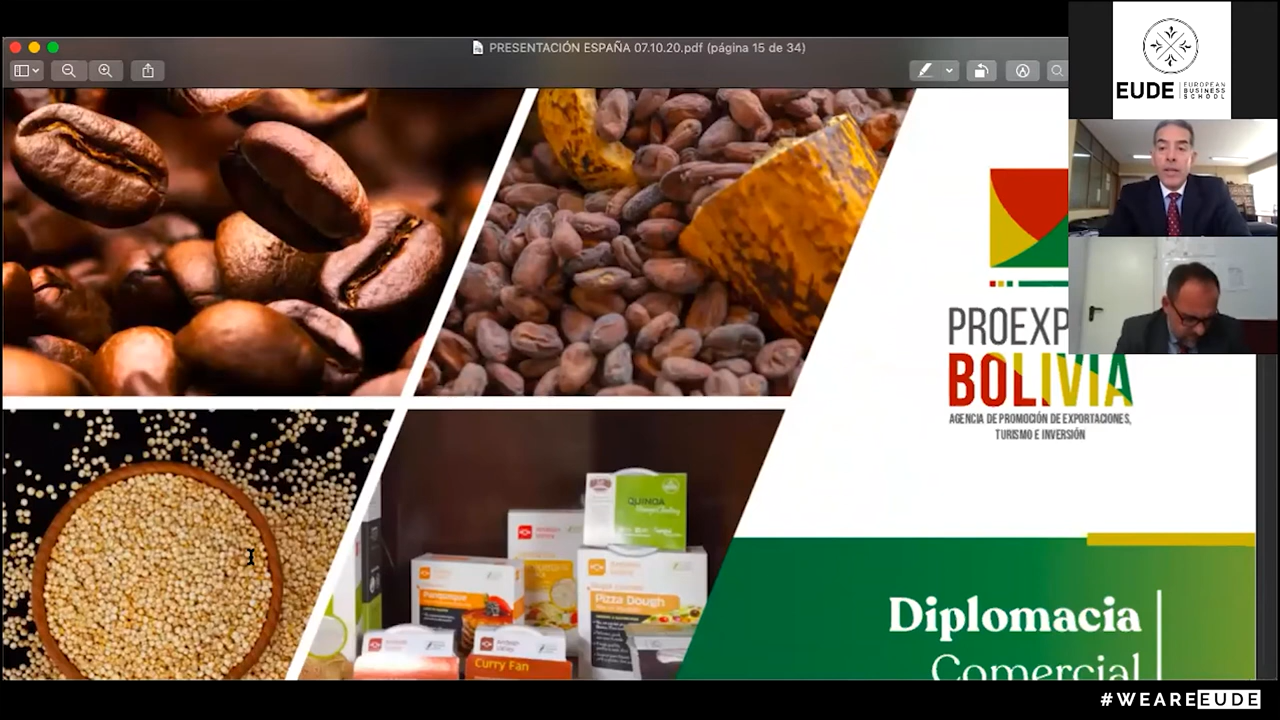 PRESENTACIÓN ESPAÑA 07.10.20.pdf (página 15 de 34)
EUDE
EUROPEAN
BUSINESS
SCHOOL
PROEXP
BOLIVIA
AGENCIA DE PROMOCIÓN DE EXPORTACIONES,
TURISMO E INVERSIÓN
QUINOA
Pizza Dough
Curry Fan
Diplomacia
Comercial
#WEAREEUDE